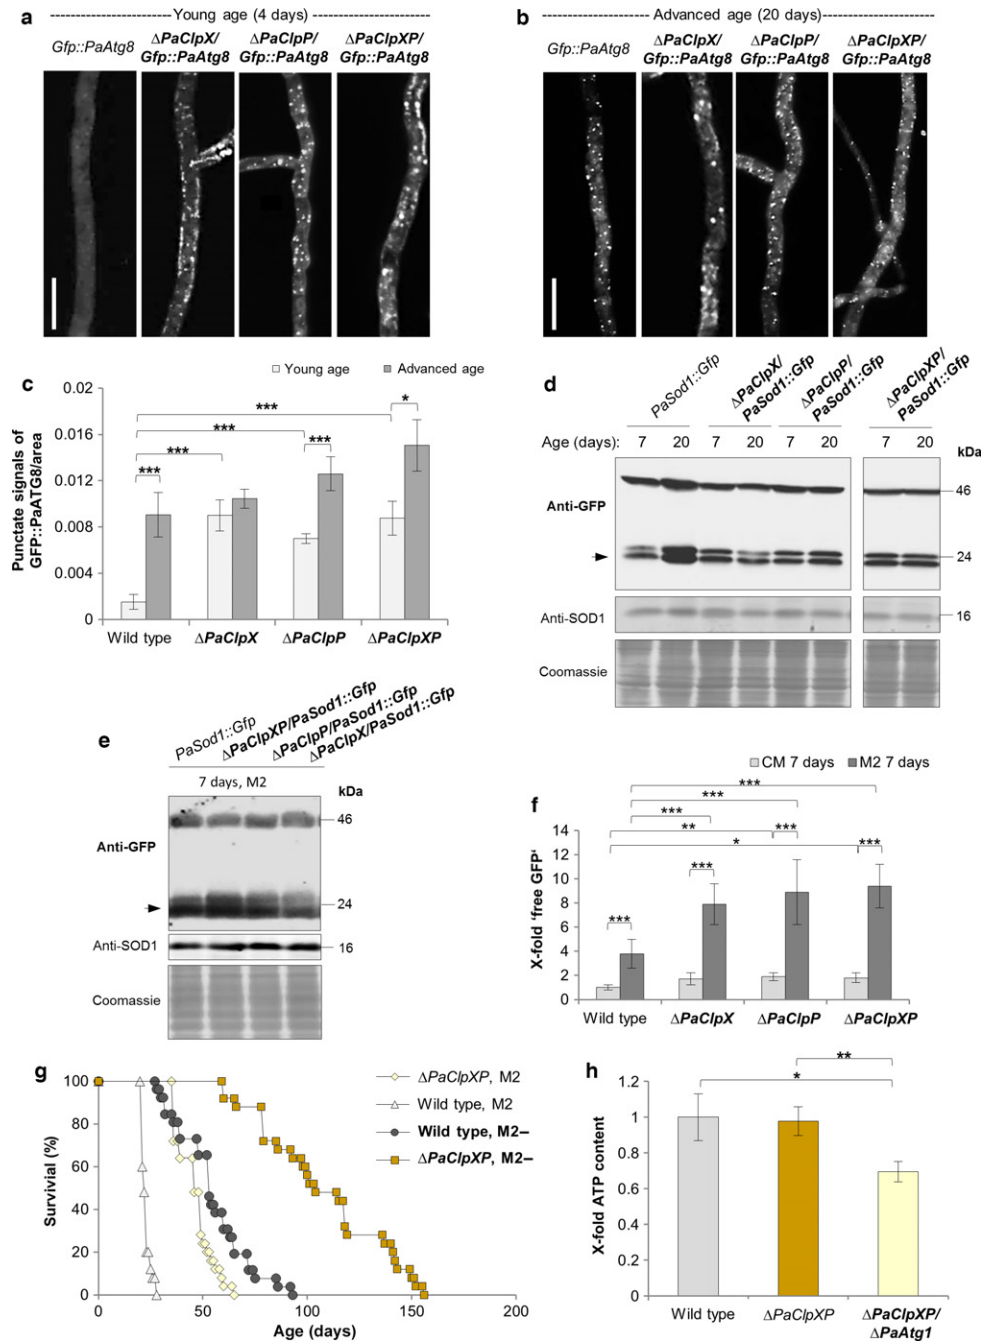 a
Young age (4 days)
Gfp::PaAtg8
ΔPaClpX/
Gfp::PaAtg8
ΔPaClpP/
Gfp::PaAtg8
ΔPaClpXP/
Gfp::PaAtg8
b
Advanced age (20 days)
Gfp::PaAtg8
ΔPaClpX/
Gfp::PaAtg8
ΔPaClpP/
Gfp::PaAtg8
ΔPaClpXP/
Gfp::PaAtg8
c
Young age
Advanced age
Punctate signals of
GFP::PaATG8/area
0.02
0.016
0.012
0.008
0.004
0
***
***
***
***
***
*
Wild type
ΔPaClpX
ΔPaClpP
ΔPaClpXP
d
PaSod1::Gfp
ΔPaClpX/
PaSod1::Gfp
ΔPaClpP/
PaSod1::Gfp
ΔPaClpXP/
PaSod1::Gfp
Age (days): 7 20 7 20 7 20 7 20
kDa
Anti-GFP
46
24
Anti-SOD1
16
Coomassie
e
PaSod1::Gfp
ΔPaClpXP/PaSod1::Gfp
ΔPaClpP/PaSod1::Gfp
ΔPaClpX/PaSod1::Gfp
7 days, M2
kDa
46
Anti-GFP
24
Anti-SOD1
16
Coomassie
f
CM 7 days
M2 7 days
X-fold ‘free GFP‘
14
12
10
8
6
4
2
0
***
***
***
**
*
***
***
***
***
Wild type
ΔPaClpX
ΔPaClpP
ΔPaClpXP
g
Survival (%)
100
80
60
40
20
0
0 50 100 150 200
Age (days)
ΔPaClpXP, M2
Wild type, M2
Wild type, M2–
ΔPaClpXP, M2–
h
X-fold ATP content
1.2
1
0.8
0.6
0.4
0.2
0
**
*
Wild type
ΔPaClpXP
ΔPaClpXP/
ΔPaAtg1